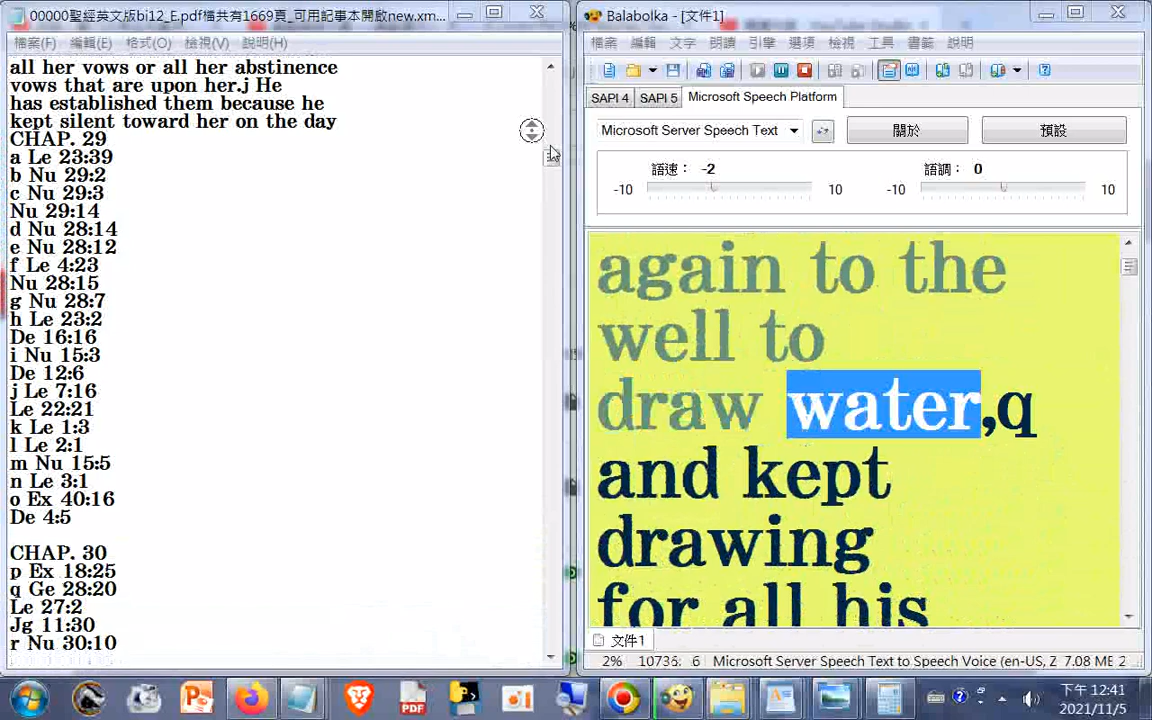 00000聖經英文版bi12_E.pdf檔共有1669頁_可用記事本開啟new.xm...
檔案(F) 編輯(E) 格式(O) 檢視(V) 說明(H)
all her vows or all her abstinence
vows that are upon her.j He
has established them because he
kept silent toward her on the day
CHAP. 29
a Le 23:39
b Nu 29:2
c Nu 29:3
Nu 29:14
d Nu 28:14
e Nu 28:12
f Le 4:23
Nu 28:15
g Nu 28:7
h Le 23:2
De 16:16
i Nu 15:3
De 12:6
j Le 7:16
Le 22:21
k Le 1:3
l Le 2:1
m Nu 15:5
n Le 3:1
o Ex 40:16
De 4:5
CHAP. 30
p Ex 18:25
q Ge 28:20
Le 27:2
Jg 11:30
r Nu 30:10
Balabolka - [文件1]
檔案 編輯 文字 朗讀 引擎 選項 檢視 工具 書籤 說明
SAPI 4 SAPI 5 Microsoft Speech Platform
Microsoft Server Speech Text 關於 預設
語速： -2 語調： 0
-10 10 -10 10
again to the
well to
draw water,q
and kept
drawing
for all his
文件1
2% 10736: 6 Microsoft Server Speech Text to Speech Voice (en-US, Z 7.08 ME 2
PDF
下午 12:41
2021/11/5